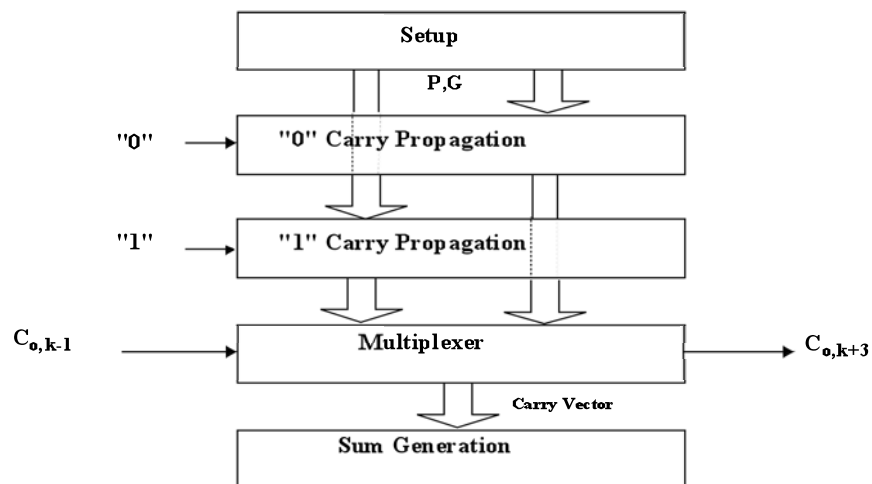 Setup
P,G
"0"
"0" Carry Propagation
"1"
"1" Carry Propagation
Co,k-1
Multiplexer
Co,k+3
Carry Vector
Sum Generation